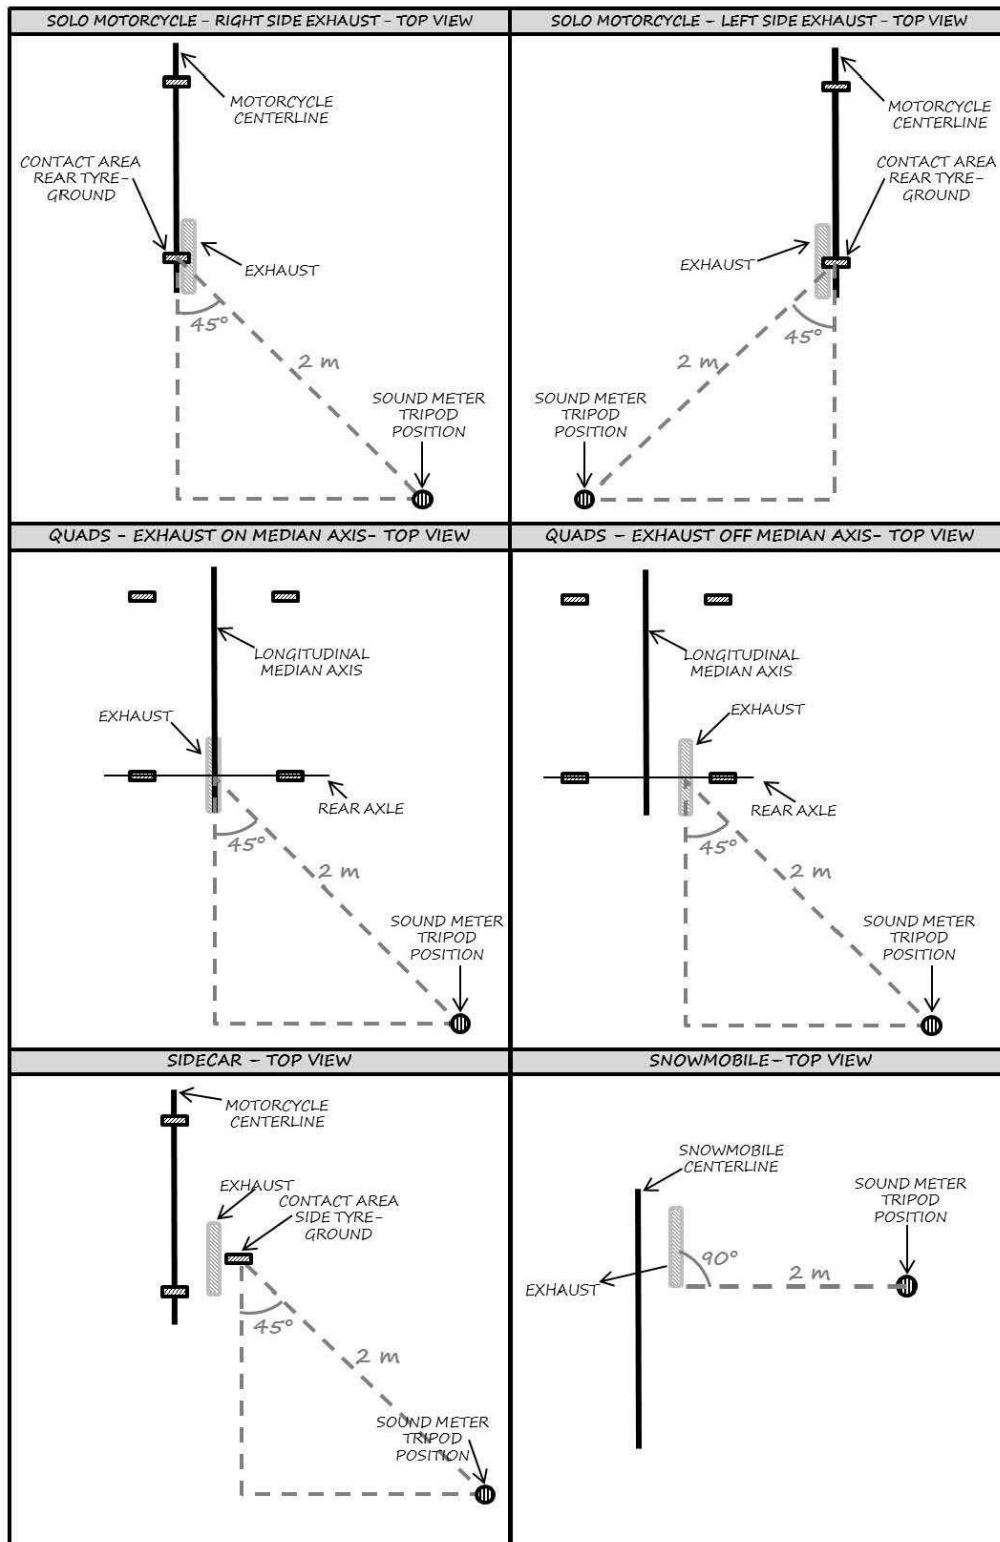 SOLO MOTORCYCLE - RIGHT SIDE EXHAUST - TOP VIEW
MOTORCYCLE
CENTERLINE
CONTACT AREA
REAR TYRE-
GROUND
EXHAUST
45°
2 m
SOUND METER
TRIPOD
POSITION
SOLO MOTORCYCLE - LEFT SIDE EXHAUST - TOP VIEW
MOTORCYCLE
CENTERLINE
CONTACT AREA
REAR TYRE-
GROUND
EXHAUST
45°
2 m
SOUND METER
TRIPOD
POSITION
QUADS - EXHAUST ON MEDIAN AXIS- TOP VIEW
LONGITUDINAL
MEDIAN AXIS
EXHAUST
REAR AXLE
45°
2 m
SOUND METER
TRIPOD
POSITION
QUADS - EXHAUST OFF MEDIAN AXIS- TOP VIEW
LONGITUDINAL
MEDIAN AXIS
EXHAUST
REAR AXLE
45°
2 m
SOUND METER
TRIPOD
POSITION
SIDECAR - TOP VIEW
MOTORCYCLE
CENTERLINE
EXHAUST
CONTACT AREA
SIDE TYRE-
GROUND
45°
2 m
SOUND METER
TRIPOD
POSITION
SNOWMOBILE- TOP VIEW
SNOWMOBILE
CENTERLINE
SOUND METER
TRIPOD
POSITION
90°
2 m
EXHAUST